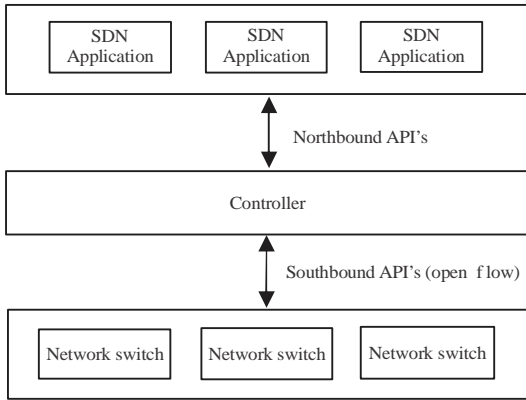 SDN
Application
SDN
Application
SDN
Application
Northbound API's
Controller
Southbound API's (open f low)
Network switch
Network switch
Network switch